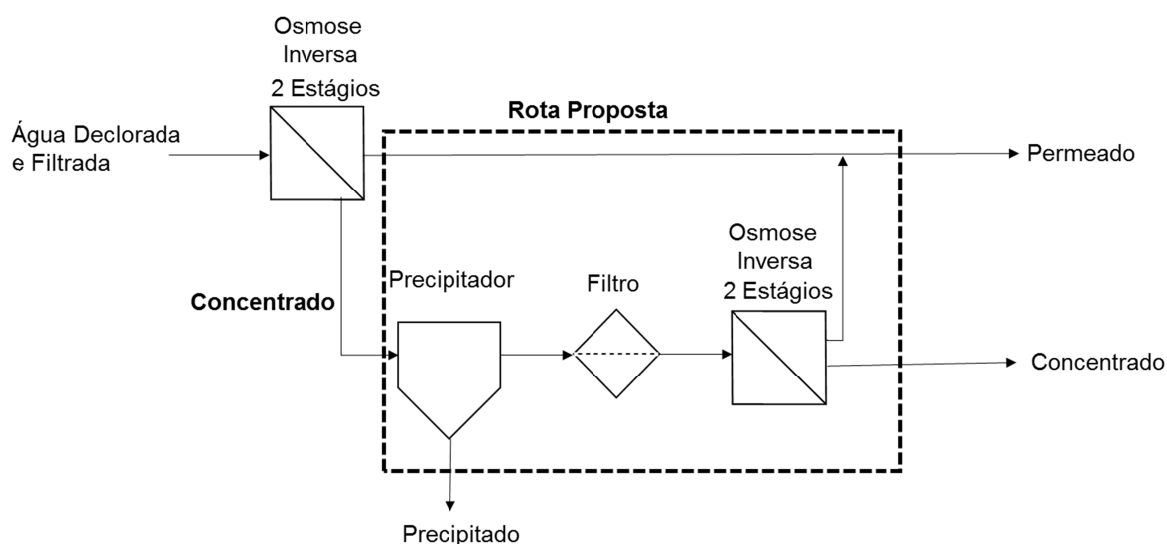 Osmose
Inversa
2 Estágios
Rota Proposta
Água Declorada
e Filtrada
Permeado
Osmose
Inversa
2 Estágios
Precipitador
Filtro
Concentrado
Concentrado
Precipitado